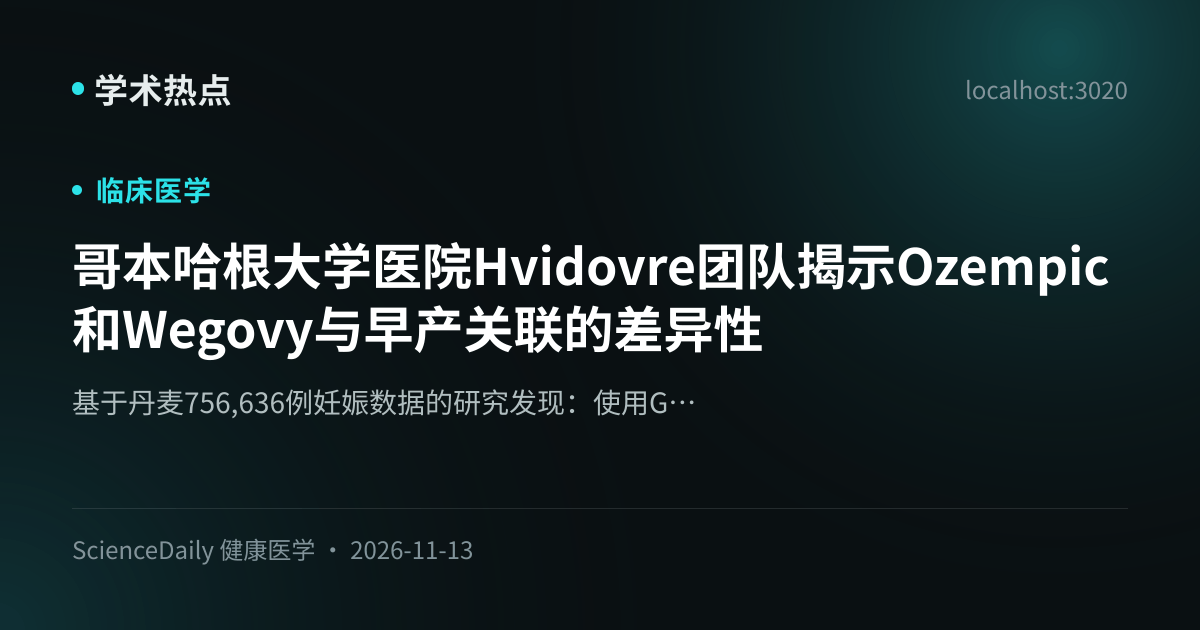 学术热点
localhost:3020
临床医学
哥本哈根大学医院Hvidovre团队揭示Ozempic
和Wegovy与早产关联的差异性
基于丹麦756,636例妊娠数据的研究发现：使用G…
ScienceDaily 健康医学 · 2026-11-13